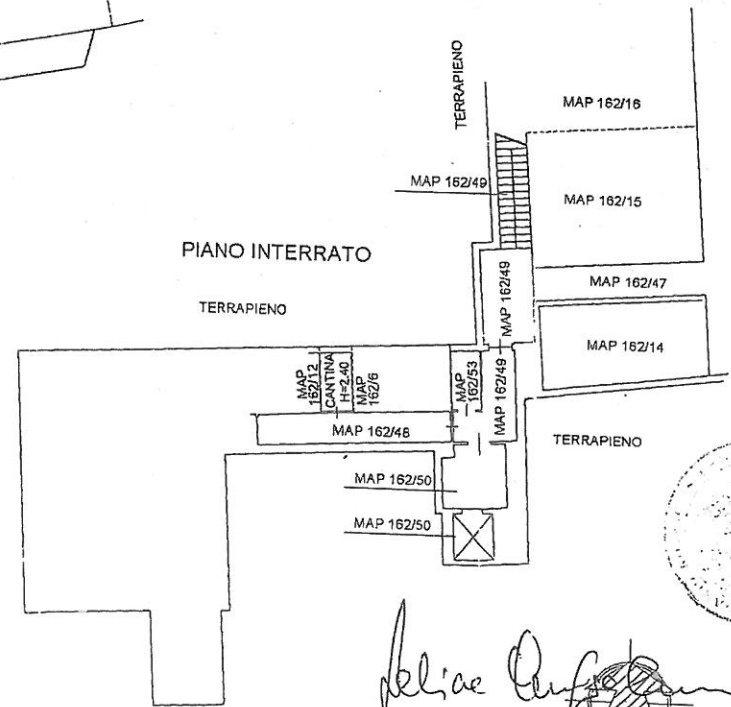 TERRAPIENO
MAP 162/16
MAP 162/49
MAP 162/15
PIANO INTERRATO
MAP 162/49
MAP 162/47
TERRAPIENO
MAP 162/14
MAP
162/12
CANTINA
H=2.40
MAP
162/6
MAP
162/53
MAP 162/49
MAP 162/48
TERRAPIENO
MAP 162/50
MAP 162/50